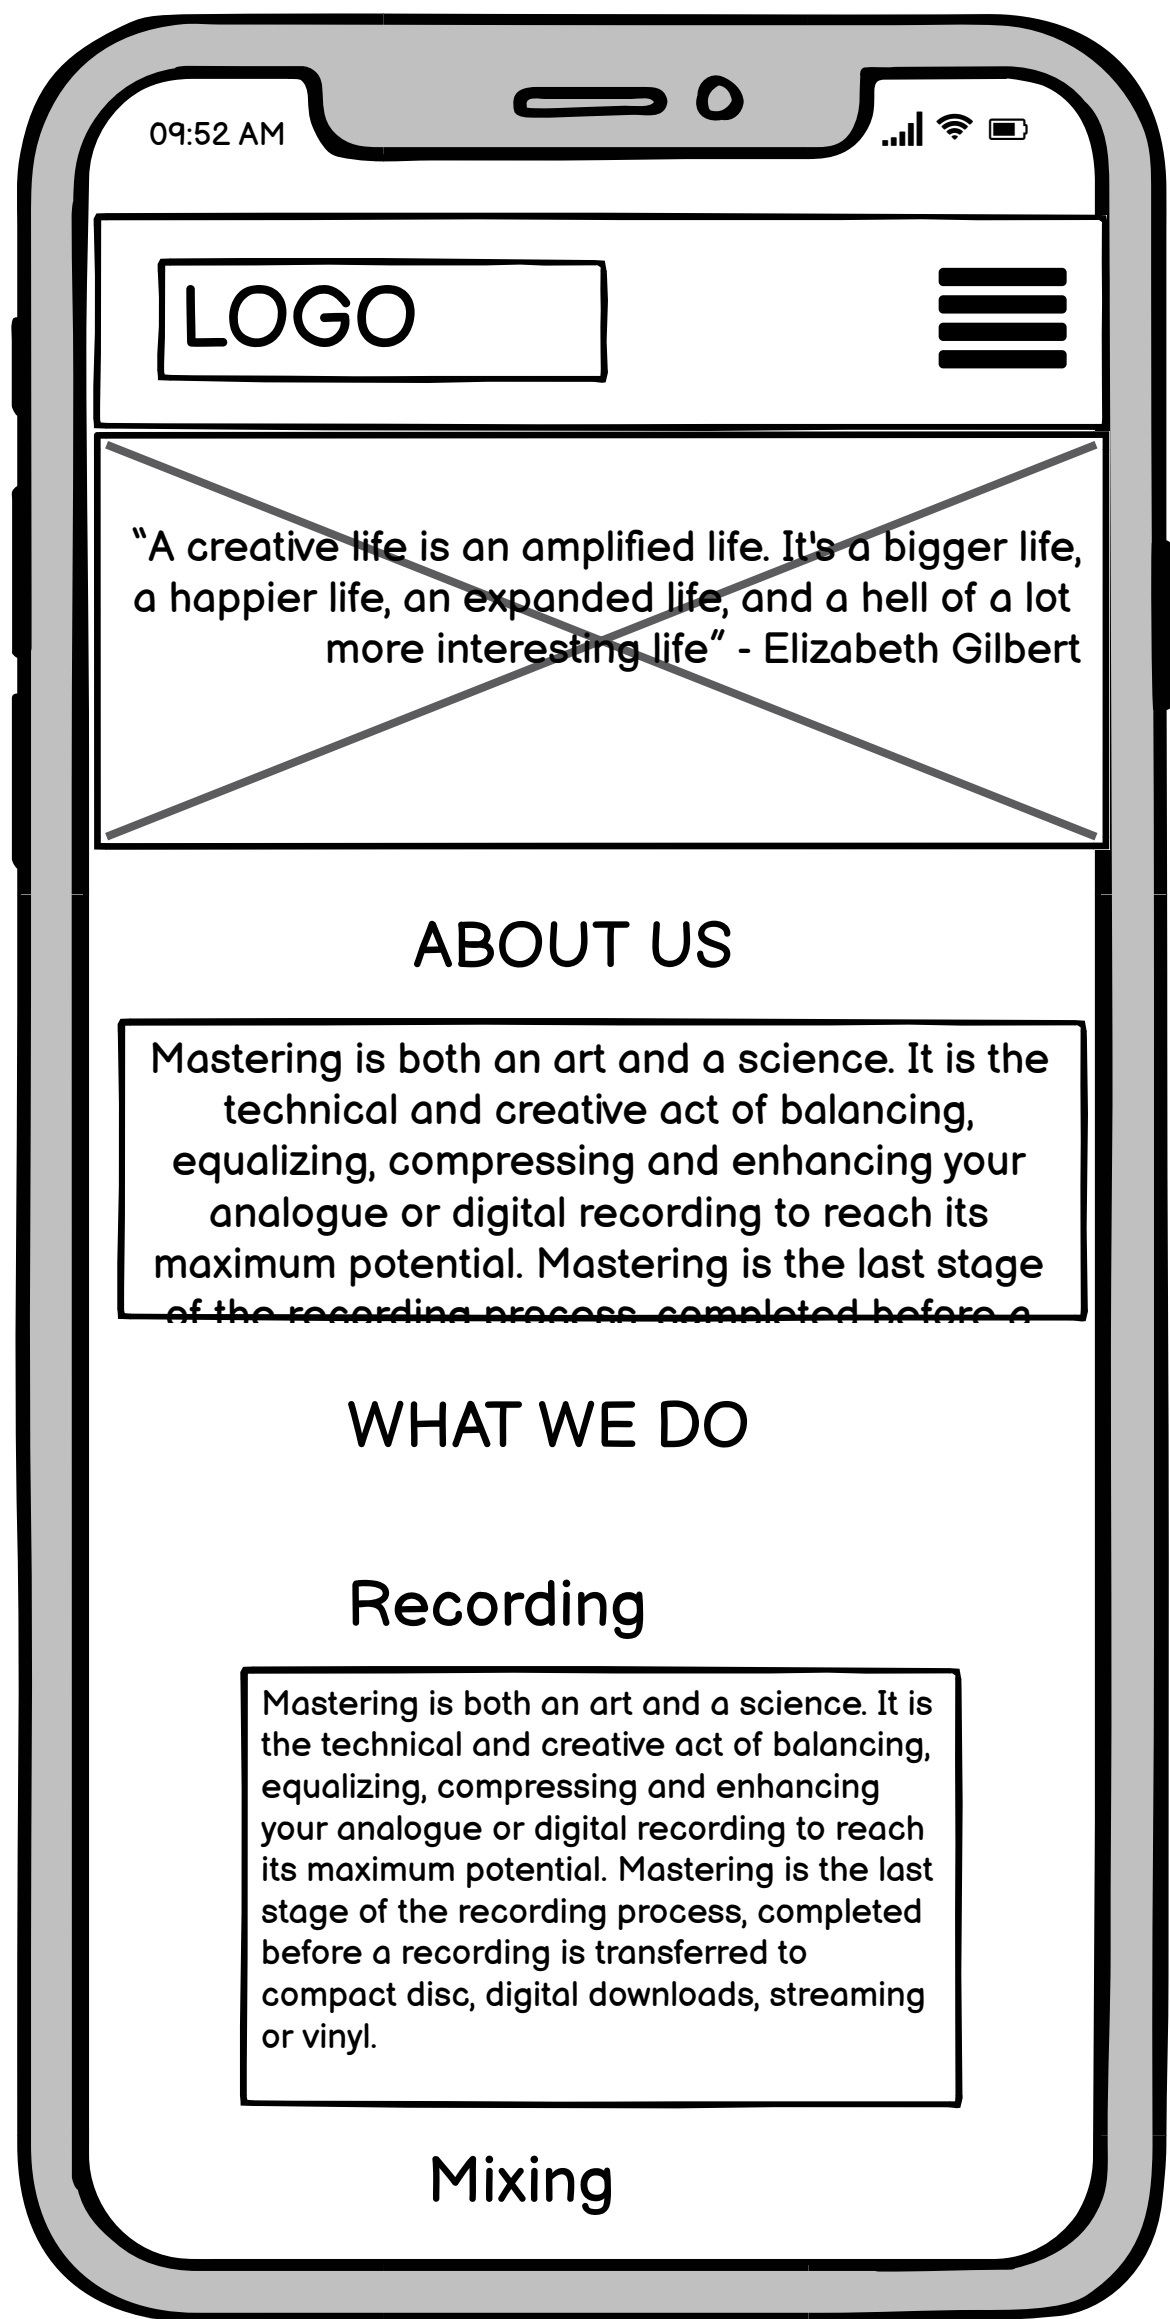 09:52 AM
LOGO
“A creative life is an amplified life. It's a bigger life,
a happier life, an expanded life, and a hell of a lot
more interesting life” - Elizabeth Gilbert
ABOUT US
Mastering is both an art and a science. It is the
technical and creative act of balancing,
equalizing, compressing and enhancing your
analogue or digital recording to reach its
maximum potential. Mastering is the last stage
of the recording process, completed before a
WHAT WE DO
Recording
Mastering is both an art and a science. It is
the technical and creative act of balancing,
equalizing, compressing and enhancing
your analogue or digital recording to reach
its maximum potential. Mastering is the last
stage of the recording process, completed
before a recording is transferred to
compact disc, digital downloads, streaming
or vinyl.
Mixing